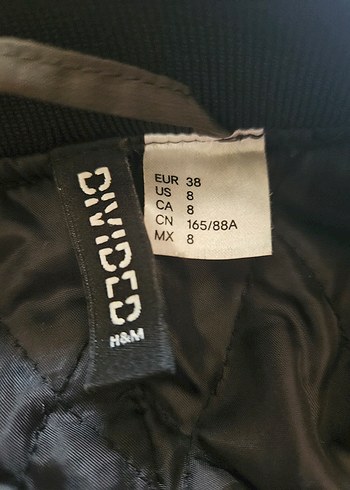 DIVIDED
H&M
EUR 38
US 8
CA 8
CN 165/88A
MX 8